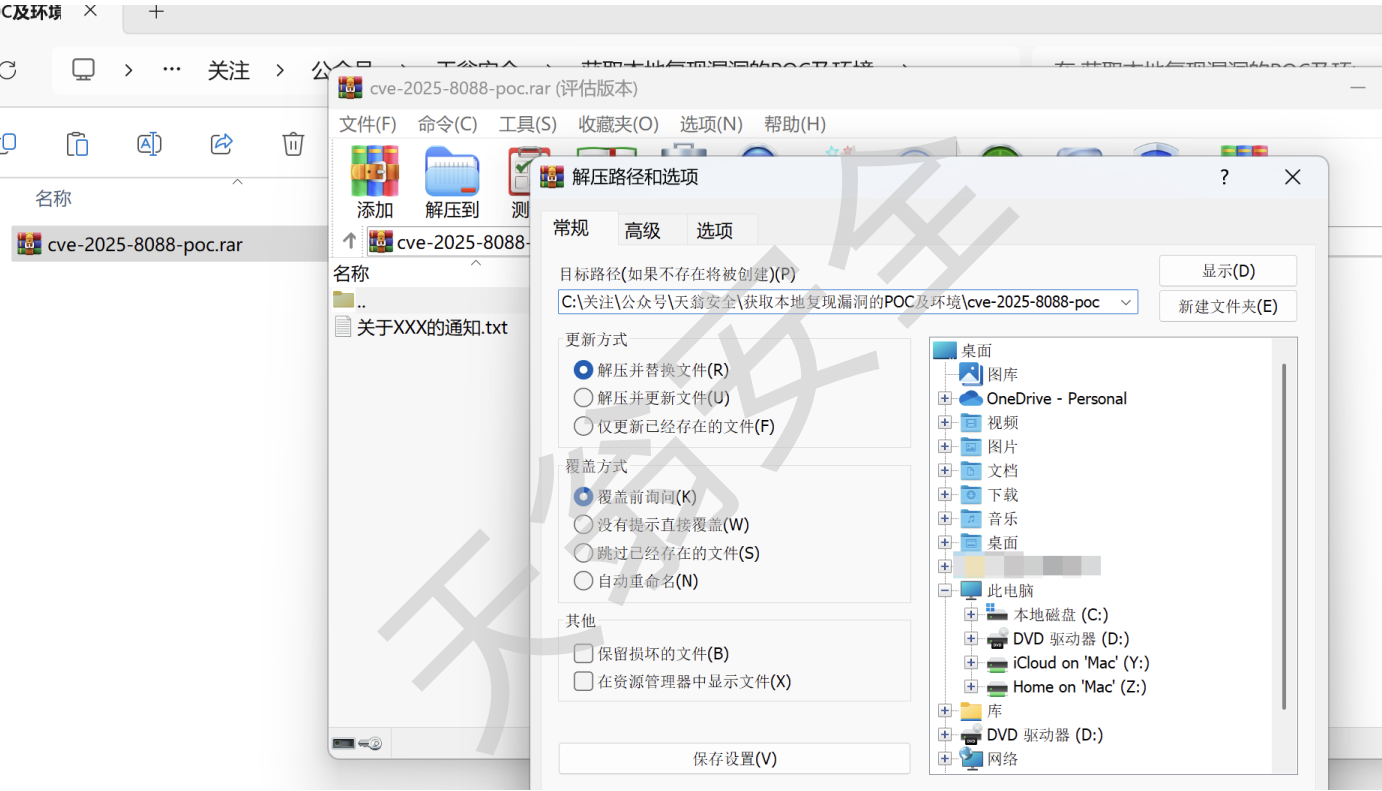 C及环境
关注
cve-2025-8088-poc.rar (评估版本)
文件(F) 命令(C) 工具(S) 收藏夹(O) 选项(N) 帮助(H)
添加 解压到 测
名称
cve-2025-8088-poc.rar
cve-2025-8088-
名称
..
关于XXX的通知.txt
解压路径和选项
?
常规 高级 选项
目标路径(如果不存在将被创建)(P)
C:\关注\公众号\天翁安全\获取本地复现漏洞的POC及环境\cve-2025-8088-poc
显示(D)
新建文件夹(E)
更新方式
解压并替换文件(R)
解压并更新文件(U)
仅更新已经存在的文件(F)
覆盖方式
覆盖前询问(K)
没有提示直接覆盖(W)
跳过已经存在的文件(S)
自动重命名(N)
其他
保留损坏的文件(B)
在资源管理器中显示文件(X)
保存设置(V)
桌面
图库
OneDrive - Personal
视频
图片
文档
下载
音乐
桌面
此电脑
本地磁盘 (C:)
DVD 驱动器 (D:)
iCloud on 'Mac' (Y:)
Home on 'Mac' (Z:)
库
DVD 驱动器 (D:)
网络
天翁安全